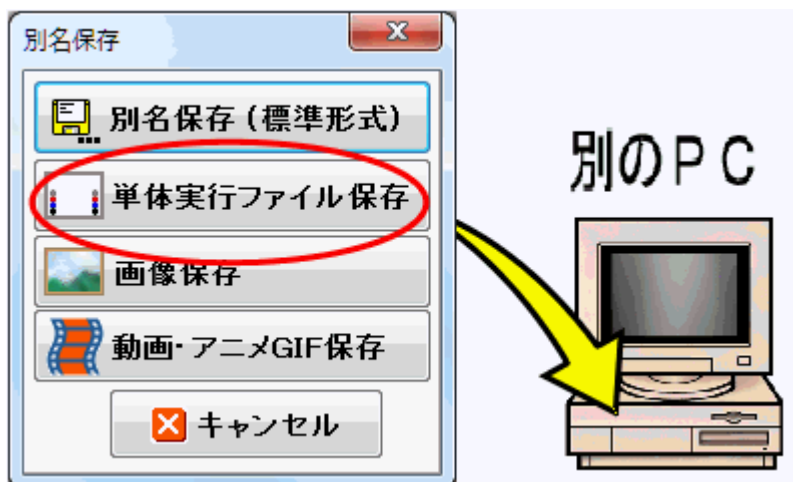 別名保存
別名保存(標準形式)
単体実行ファイル保存
画像保存
動画・アニメGIF保存
キャンセル
別のPC